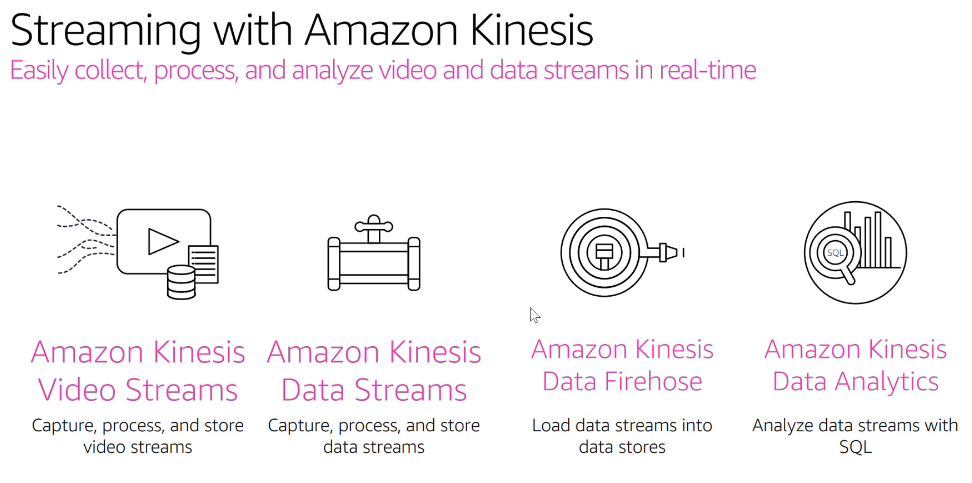 Streaming with Amazon Kinesis
Easily collect, process, and analyze video and data streams in real-time
SQL
Amazon Kinesis
Video Streams
Capture, process, and store
video streams
Amazon Kinesis
Data Streams
Capture, process, and store
data streams
Amazon Kinesis
Data Firehose
Load data streams into
data stores
Amazon Kinesis
Data Analytics
Analyze data streams with
SQL